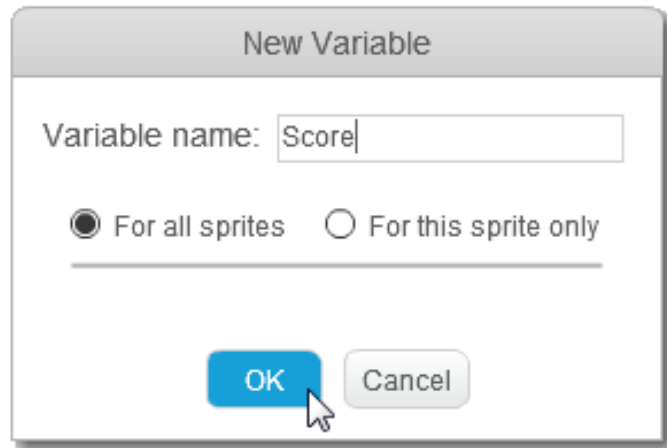 New Variable
Variable name: Score
For all sprites For this sprite only
OK Cancel